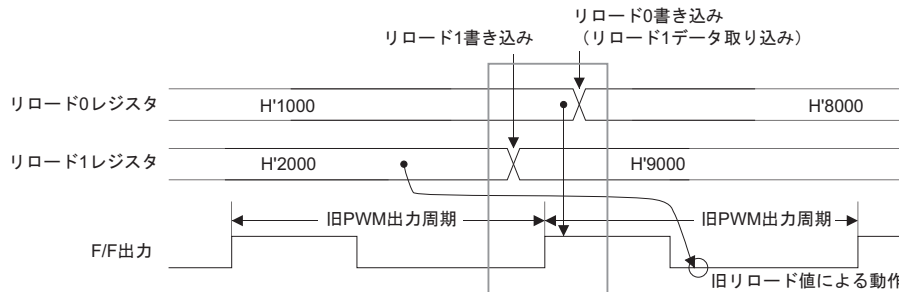 リロード0書き込み
リロード1書き込み
（リロード1データ取り込み）
リロード0レジスタ
H'1000
H'8000
リロード1レジスタ
H'2000
H'9000
旧PWM出力周期
旧PWM出力周期
F/F出力
旧リロード値による動作